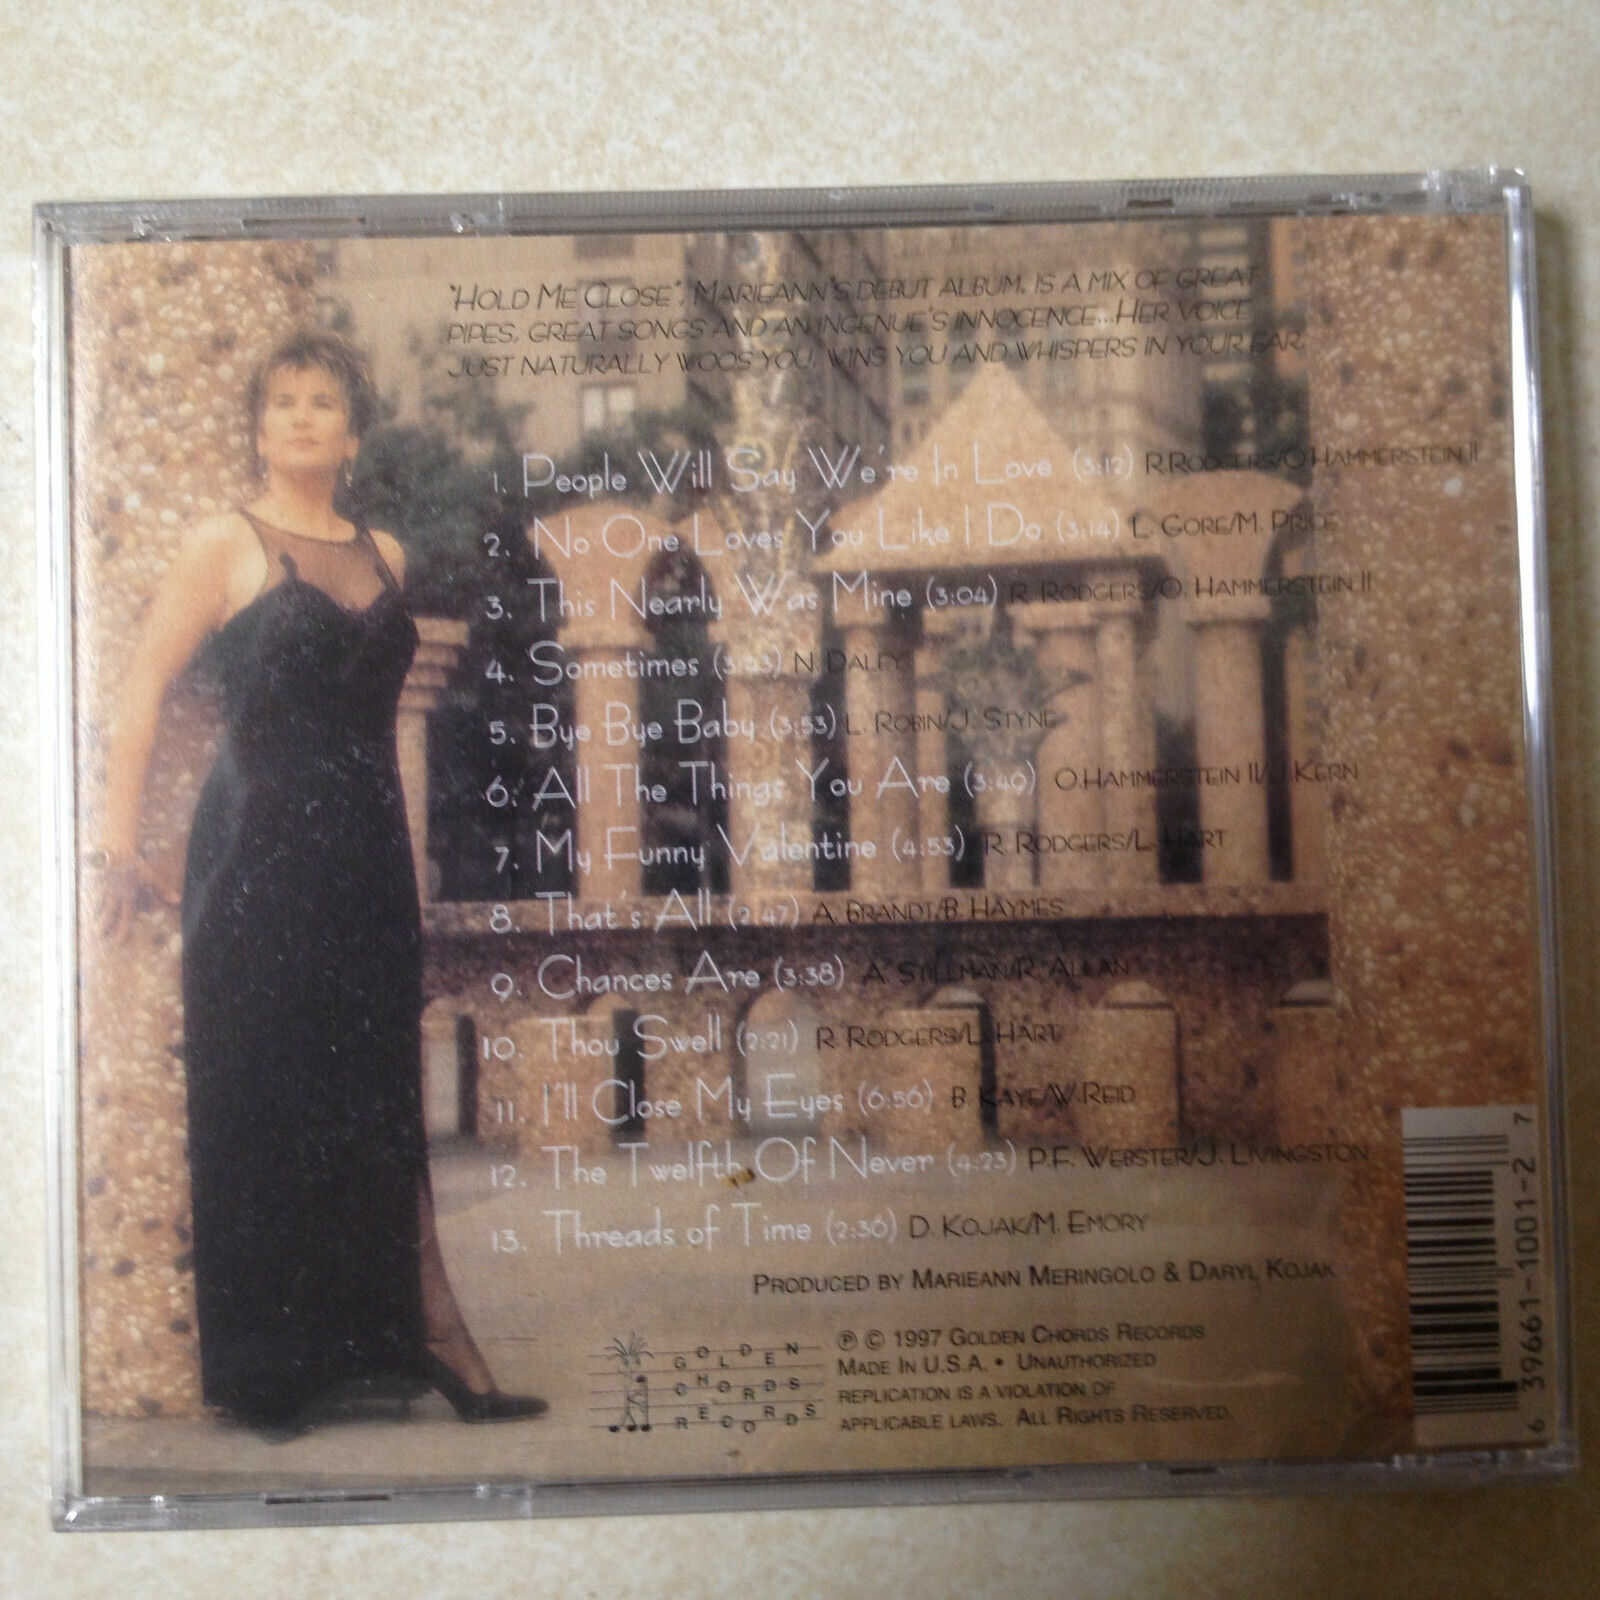 "Hold Me Close", Marieann's debut album, is a mix of great
pipes, great songs and an ingenue's innocence...Her voice
just naturally woos you, wins you and whispers in your ear.
1. People Will Say We're In Love (3:12) R.Rodgers/O.Hammerstein II
2. No One Loves You Like I Do (3:14) L. Gore/M. Price
3. This Nearly Was Mine (3:04) R. Rodgers/O. Hammerstein II
4. Sometimes (3:23) N. Daley
5. Bye Bye Baby (3:53) L. Robin/J. Styne
6. All The Things You Are (3:49) O.Hammerstein II/J. Kern
7. My Funny Valentine (4:53) R. Rodgers/L. Hart
8. That's All (2:47) A. Brandt/B. Haymes
9. Chances Are (3:38) A. Stillman/R. Allan
10. Thou Swell (2:21) R. Rodgers/L. Hart
11. I'll Close My Eyes (6:56) B. Kaye/W.Reid
12. The Twelfth Of Never (4:23) P.F. Webster/J. Livingston
13. Threads of Time (2:36) D. Kojak/M. Emory
Produced by Marieann Meringolo & Daryl Kojak
GOLDEN
CHORDS
RECORDS
℗ © 1997 Golden Chords Records
Made In U.S.A. • Unauthorized
replication is a violation of
applicable laws. All Rights Reserved.
6 39661-1001-2 7